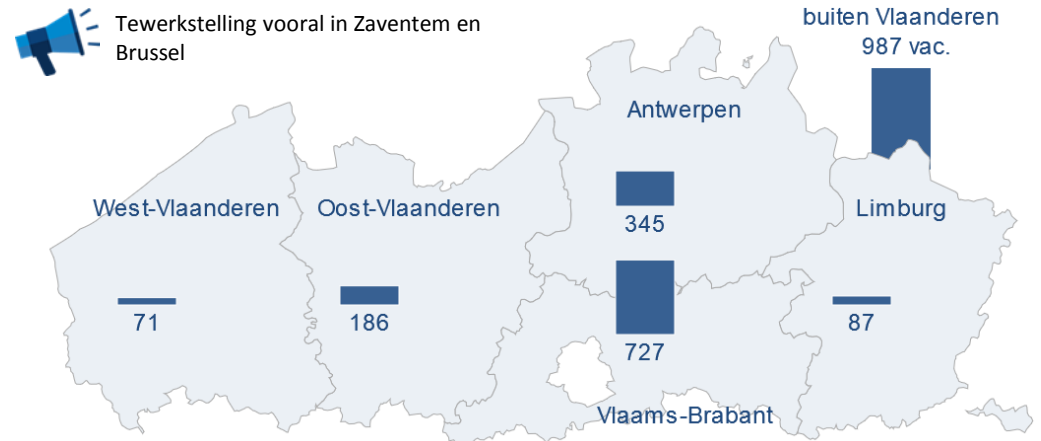 Tewerkstelling vooral in Zaventem en
Brussel
buiten Vlaanderen
987 vac.
Antwerpen
345
West-Vlaanderen
71
Oost-Vlaanderen
186
Limburg
87
727
Vlaams-Brabant